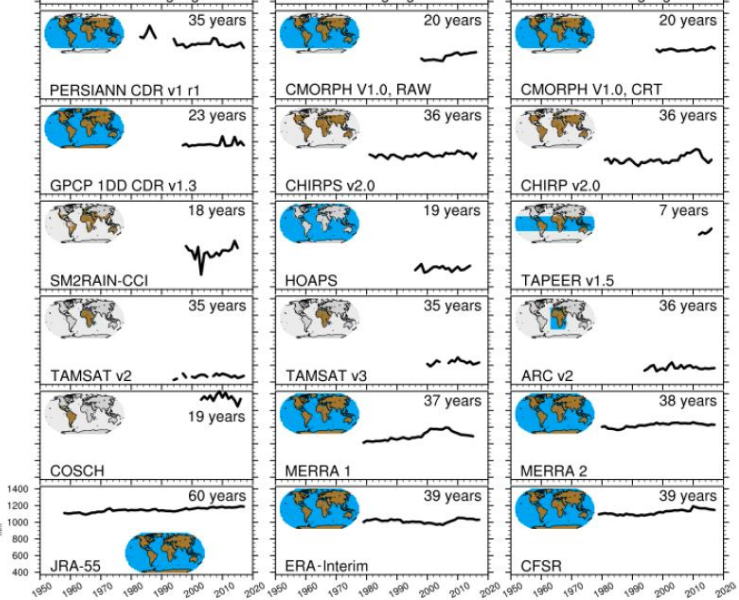 35 years
PERSIANN CDR v1 r1
20 years
CMORPH V1.0, RAW
20 years
CMORPH V1.0, CRT
23 years
GPCP 1DD CDR v1.3
36 years
CHIRPS v2.0
36 years
CHIRP v2.0
18 years
SM2RAIN-CCI
19 years
HOAPS
7 years
TAPEER v1.5
35 years
TAMSAT v2
35 years
TAMSAT v3
36 years
ARC v2
19 years
COSCH
37 years
MERRA 1
38 years
MERRA 2
1400
1200
1000
800
600
400
60 years
JRA-55
39 years
ERA-Interim
39 years
CFSR
1950 1960 1970 1980 1990 2000 2010 2020 1960 1970 1980 1990 2000 2010 2020 1960 1970 1980 1990 2000 2010 2020